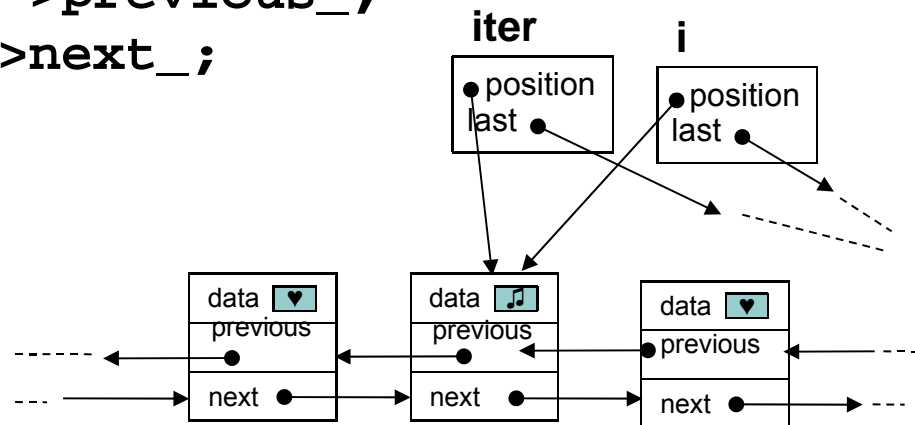 >previous_;
>next_;
iter
i
position
last
position
last
data ♥
previous
next
data ♫
previous
next
data ♥
previous
next